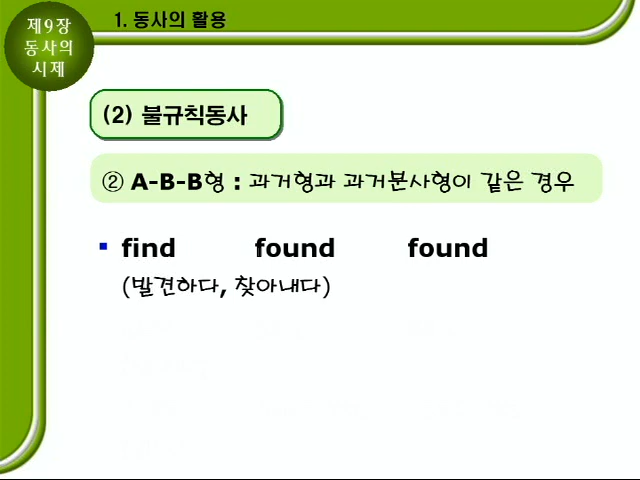 제9장
동사의
시제
1. 동사의 활용
(2) 불규칙동사
② A-B-B형 : 과거형과 과거분사형이 같은 경우
▪ find found found
(발견하다, 찾아내다)